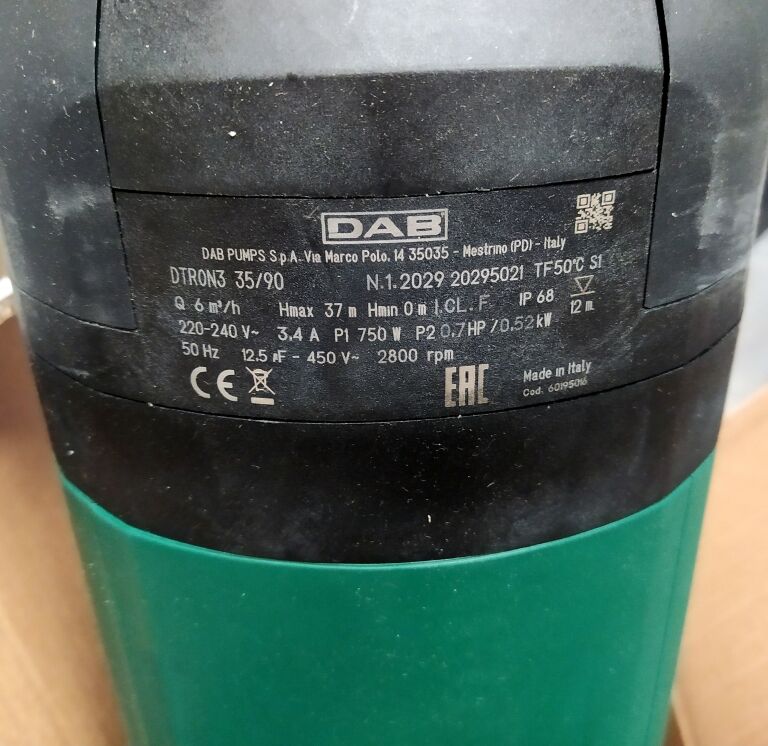 DAB
DAB PUMPS S.p.A. Via Marco Polo, 14 35035 - Mestrino (PD) - Italy
DTRON3 35/90 N.1.2029 20295021 TF50°C S1
Q 6 m³/h Hmax 37 m Hmin 0 m I.CL. F IP 68 12 m
220-240 V~ 3.4 A P1 750 W P2 0.7HP/0.52kW
50 Hz 12.5 µF - 450 V~ 2800 rpm
CE EAC Made in Italy
Cod. 60195016